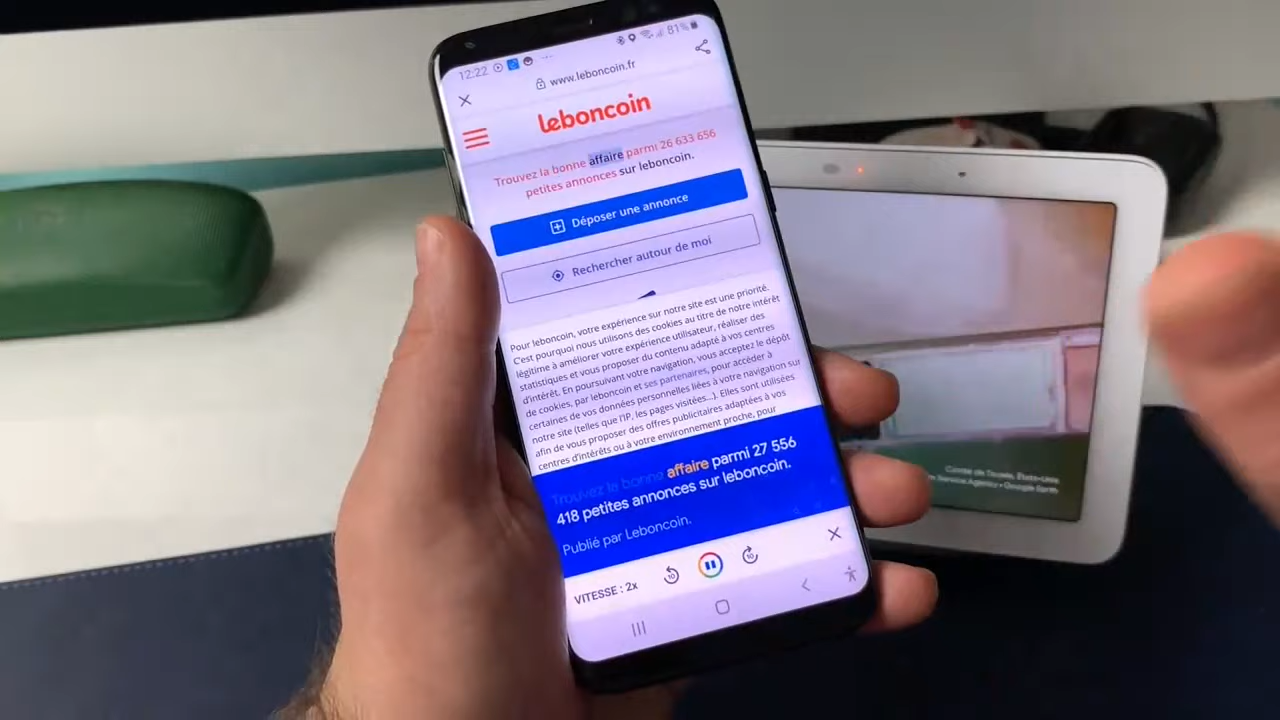 12:22
81%
www.leboncoin.fr
leboncoin
Trouvez la bonne affaire parmi 26 633 656
petites annonces sur leboncoin.
Déposer une annonce
Rechercher autour de moi
Pour leboncoin, votre expérience sur notre site est une priorité.
C'est pourquoi nous utilisons des cookies au titre de notre intérêt
légitime à améliorer votre expérience utilisateur, réaliser des
statistiques et vous proposer du contenu adapté à vos centres
d'intérêt. En poursuivant votre navigation, vous acceptez le dépôt
de cookies, par leboncoin et ses partenaires, pour accéder à
certaines de vos données personnelles liées à votre navigation sur
notre site (telles que l'IP, les pages visitées...). Elles sont utilisées
afin de vous proposer des offres publicitaires adaptées à vos
centres d'intérêts ou à votre environnement proche, pour
Trouvez la bonne affaire parmi 27 556
418 petites annonces sur leboncoin.
Publié par Leboncoin.
VITESSE : 2x
10
10
Service Agency • Google Earth